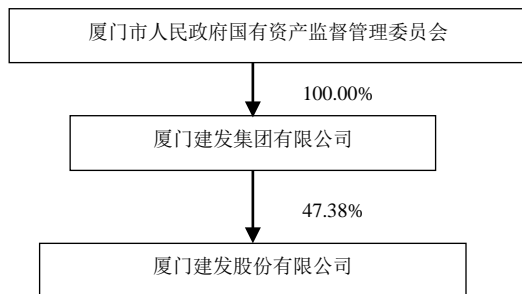 厦门市人民政府国有资产监督管理委员会
100.00%
厦门建发集团有限公司
47.38%
厦门建发股份有限公司